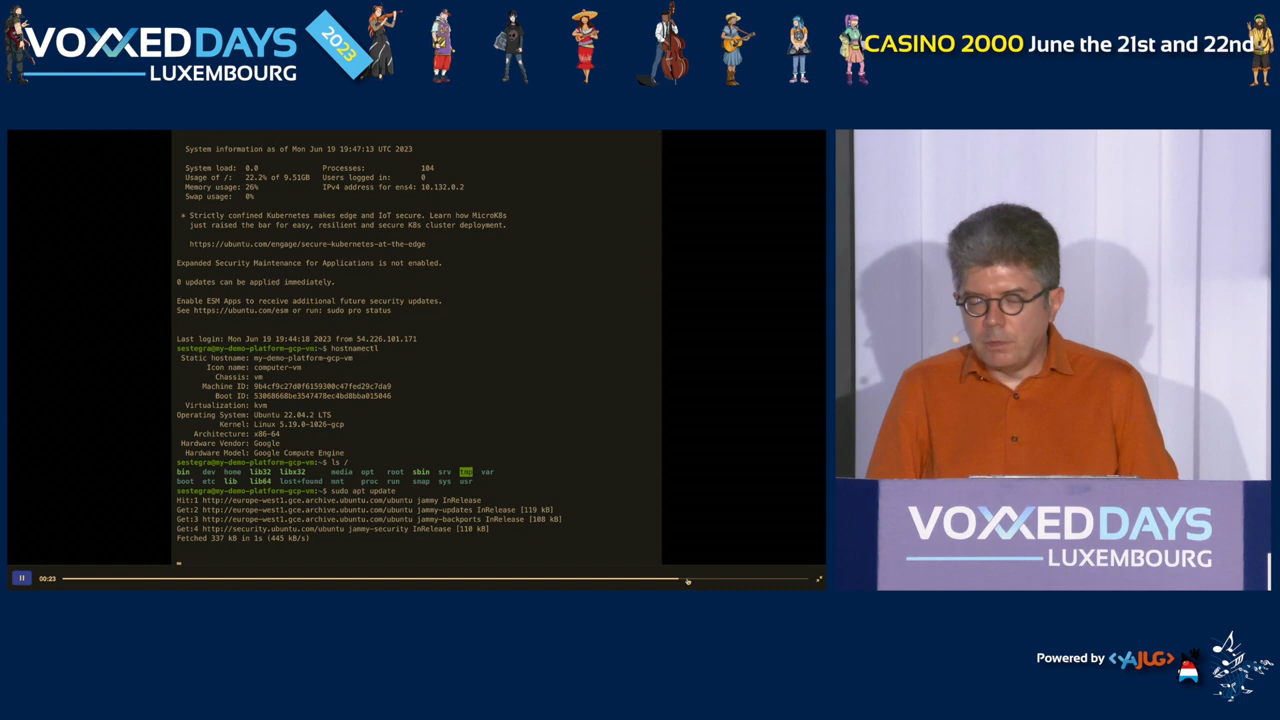 VOXXED DAYS
LUXEMBOURG
2023
CASINO 2000 June the 21st and 22nd
System information as of Mon Jun 19 19:47:13 UTC 2023
System load: 0.0 Processes: 104
Usage of /: 22.2% of 9.51GB Users logged in: 0
Memory usage: 26% IPv4 address for ens4: 10.132.0.2
Swap usage: 0%
* Strictly confined Kubernetes makes edge and IoT secure. Learn how MicroK8s
just raised the bar for easy, resilient and secure K8s cluster deployment.
https://ubuntu.com/engage/secure-kubernetes-at-the-edge
Expanded Security Maintenance for Applications is not enabled.
0 updates can be applied immediately.
Enable ESM Apps to receive additional future security updates.
See https://ubuntu.com/esm or run: sudo pro status
Last login: Mon Jun 19 19:44:18 2023 from 54.226.101.171
sestegra@my-demo-platform-gcp-vm:~$ hostnamectl
Static hostname: my-demo-platform-gcp-vm
Icon name: computer-vm
Chassis: vm
Machine ID: 9b4cf9c27d0f6159300c47fed29c7da9
Boot ID: 53068668be3547478ec4bd8bba015046
Virtualization: kvm
Operating System: Ubuntu 22.04.2 LTS
Kernel: Linux 5.19.0-1026-gcp
Architecture: x86-64
Hardware Vendor: Google
Hardware Model: Google Compute Engine
sestegra@my-demo-platform-gcp-vm:~$ ls /
bin dev home lib32 libx32 media opt root sbin srv tmp var
boot etc lib lib64 lost+found mnt proc run snap sys usr
sestegra@my-demo-platform-gcp-vm:~$ sudo apt update
Hit:1 http://europe-west1.gce.archive.ubuntu.com/ubuntu jammy InRelease
Get:2 http://europe-west1.gce.archive.ubuntu.com/ubuntu jammy-updates InRelease [119 kB]
Get:3 http://europe-west1.gce.archive.ubuntu.com/ubuntu jammy-backports InRelease [108 kB]
Get:4 http://security.ubuntu.com/ubuntu jammy-security InRelease [110 kB]
Fetched 337 kB in 1s (445 kB/s)
00:23
VOXXED DAYS
LUXEMBOURG
Powered by <YAJUG>